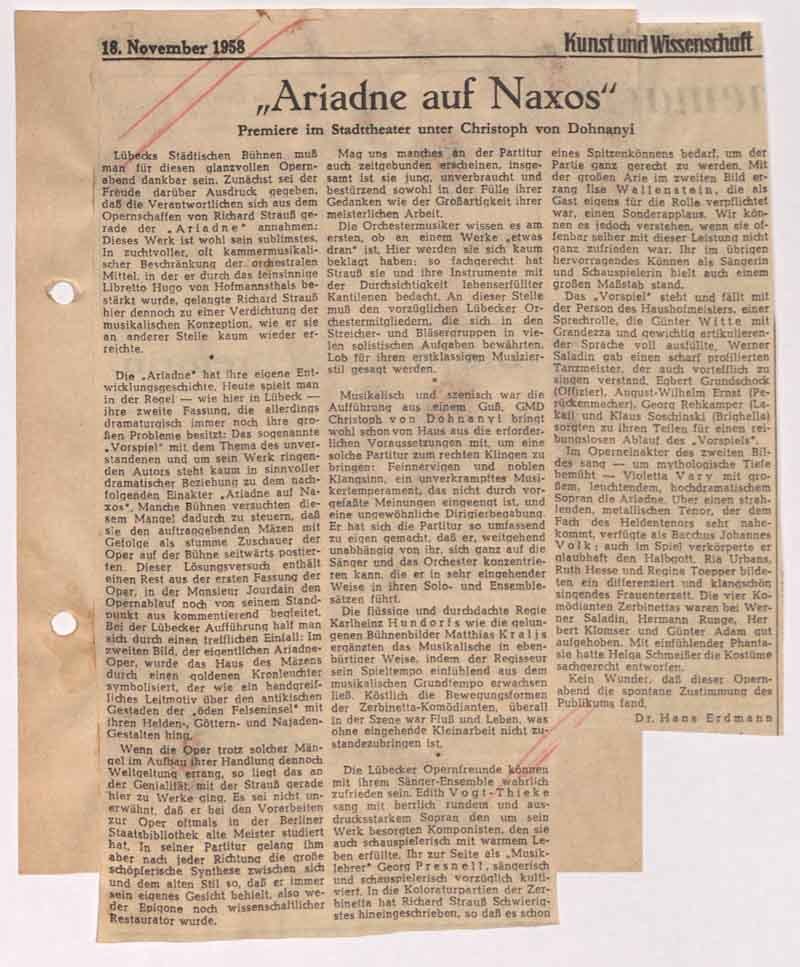 18. November 1958
Kunst und Wissenschaft
„Ariadne auf Naxos“
Premiere im Stadttheater unter Christoph von Dohnanyi
Lübecks Städtischen Bühnen muß
man für diesen glanzvollen Opern-
abend dankbar sein. Zunächst sei der
Freude darüber Ausdruck gegeben,
daß die Verantwortlichen sich aus dem
Opernschaffen von Richard Strauß ge-
rade der „Ariadne“ annahmen:
Dieses Werk ist wohl sein sublimstes.
In zuchtvoller, oft kammermusikali-
scher Beschränkung der orchestralen
Mittel, in der er durch das feinsinnige
Libretto Hugo von Hofmannsthals be-
stärkt wurde, gelangte Richard Strauß
hier dennoch zu einer Verdichtung der
musikalischen Konzeption, wie er sie
an anderer Stelle kaum wieder er-
reichte.
*
Die „Ariadne“ hat ihre eigene Ent-
wicklungsgeschichte. Heute spielt man
in der Regel — wie hier in Lübeck —
ihre zweite Fassung, die allerdings
dramaturgisch immer noch ihre gro-
ßen Probleme besitzt: Das sogenannte
„Vorspiel“ mit dem Thema des unver-
standenen und um sein Werk ringen-
den Autors steht kaum in sinnvoller
dramatischer Beziehung zu dem nach-
folgenden Einakter „Ariadne auf Na-
xos“. Manche Bühnen versuchten die-
sem Mangel dadurch zu steuern, daß
sie den auftraggebenden Mäzen mit
Gefolge als stumme Zuschauer der
Oper auf der Bühne seitwärts postier-
ten. Dieser Lösungsversuch enthält
einen Rest aus der ersten Fassung der
Oper, in der Monsieur Jourdain den
Opernablauf noch von seinem Stand-
punkt aus kommentierend begleitet.
Bei der Lübecker Aufführung half man
sich durch einen trefflichen Einfall: Im
zweiten Bild, der eigentlichen Ariadne-
Oper, wurde das Haus des Mäzens
durch einen goldenen Kronleuchter
symbolisiert, der wie ein handgreif-
liches Leitmotiv über den antikischen
Gestaden der „öden Felseninsel“ mit
ihren Helden-, Göttern- und Najaden-
Gestalten hing.
Wenn die Oper trotz solcher Män-
gel im Aufbau ihrer Handlung dennoch
Weltgeltung errang, so liegt das an
der Genialität, mit der Strauß gerade
hier zu Werke ging. Es sei nicht un-
erwähnt, daß er bei den Vorarbeiten
zur Oper oftmals in der Berliner
Staatsbibliothek alte Meister studiert
hat. In seiner Partitur gelang ihm
aber nach jeder Richtung die große
schöpferische Synthese zwischen sich
und dem alten Stil so, daß er immer
sein eigenes Gesicht behielt, also we-
der Epigone noch wissenschaftlicher
Restaurator wurde.
Mag uns manches an der Partitur
auch zeitgebunden erscheinen, insge-
samt ist sie jung, unverbraucht und
bestürzend sowohl in der Fülle ihrer
Gedanken wie der Großartigkeit ihrer
meisterlichen Arbeit.
Die Orchestermusiker wissen es am
ersten, ob an einem Werke „etwas
dran“ ist. Hier werden sie sich kaum
beklagt haben: so fachgerecht hat
Strauß sie und ihre Instrumente mit
der Durchsichtigkeit lebenserfüllter
Kantilenen bedacht. An dieser Stelle
muß den vorzüglichen Lübecker Or-
chestermitgliedern, die sich in den
Streicher- und Bläsergruppen in vie-
len solistischen Aufgaben bewährten,
Lob für ihren erstklassigen Musizier-
stil gesagt werden.
*
Musikalisch und szenisch war die
Aufführung aus einem Guß. GMD
Christoph von Dohnanyi bringt
wohl schon von Haus aus die erforder-
lichen Voraussetzungen mit, um eine
solche Partitur zum rechten Klingen zu
bringen: Feinnervigen und noblen
Klangsinn, ein unverkrampftes Musi-
kertemperament, das nicht durch vor-
gefaßte Meinungen eingeengt ist, und
eine ungewöhnliche Dirigierbegabung.
Er hat sich die Partitur so umfassend
zu eigen gemacht, daß er, weitgehend
unabhängig von ihr, sich ganz auf die
Sänger und das Orchester konzentrie-
ren kann, die er in sehr eingehender
Weise in ihren Solo- und Ensemble-
sätzen führt.
Die flüssige und durchdachte Regie
Karlheinz Hundorfs wie die gelun-
genen Bühnenbilder Matthias Kraljs
ergänzten das Musikalische in eben-
bürtiger Weise, indem der Regisseur
sein Spieltempo einfühlend aus dem
musikalischen Grundtempo erwachsen
ließ. Köstlich die Bewegungsformen
der Zerbinetta-Komödianten, überall
in der Szene war Fluß und Leben, was
ohne eingehende Kleinarbeit nicht zu-
standezubringen ist.
*
Die Lübecker Opernfreunde können
mit ihrem Sänger-Ensemble wahrlich
zufrieden sein. Edith Vogt-Thieke
sang mit herrlich rundem und aus-
drucksstarkem Sopran den um sein
Werk besorgten Komponisten, den sie
auch schauspielerisch mit warmem Le-
ben erfüllte. Ihr zur Seite als „Musik-
lehrer“ Georg Presnell, sängerisch
und schauspielerisch vorzüglich kulti-
viert. In die Koloraturpartien der Zer-
binetta hat Richard Strauß Schwierig-
stes hineingeschrieben, so daß es schon
eines Spitzenkönnens bedarf, um der
Partie ganz gerecht zu werden. Mit
der großen Arie im zweiten Bild er-
rang Ilse Wallenstein, die als
Gast eigens für die Rolle verpflichtet
war, einen Sonderapplaus. Wir kön-
nen es jedoch verstehen, wenn sie of-
fenbar selber mit dieser Leistung nicht
ganz zufrieden war. Ihr im übrigen
hervorragendes Können als Sängerin
und Schauspielerin hielt auch einem
großen Maßstab stand.
Das „Vorspiel“ steht und fällt mit
der Person des Haushofmeisters, einer
Sprechrolle, die Günter Witte mit
Grandezza und gewichtig artikulieren-
der Sprache voll ausfüllte. Werner
Saladin gab einen scharf profilierten
Tanzmeister, der auch vortefflich zu
singen verstand. Egbert Grundschock
(Offizier), August-Wilhelm Ernst (Pe-
rückenmacher), Georg Rehkamper (La-
kai) und Klaus Soschinski (Brighella)
sorgten zu ihren Teilen für einen rei-
bungslosen Ablauf des „Vorspiels“.
Im Operneinakter des zweiten Bil-
des sang — um mythologische Tiefe
bemüht — Violetta Vary mit gro-
ßem, leuchtendem, hochdramatischem
Sopran die Ariadne. Über einen strah-
lenden, metallischen Tenor, der dem
Fach des Heldentenors sehr nahe-
kommt, verfügte als Bacchus Johannes
Volk; auch im Spiel verkörperte er
glaubhaft den Halbgott. Ria Urbans,
Ruth Hesse und Regine Toepper bilde-
ten ein differenziert und klangschön
singendes Frauenterzett. Die vier Ko-
mödianten Zerbinettas waren bei Wer-
ner Saladin, Hermann Runge, Her
bert Klomser und Günter Adam gut
aufgehoben. Mit einfühlender Phanta-
sie hatte Helga Schmeißer die Kostüme
sachgerecht entworfen.
Kein Wunder, daß dieser Opern-
abend die spontane Zustimmung des
Publikums fand.
Dr. Hans Erdmann